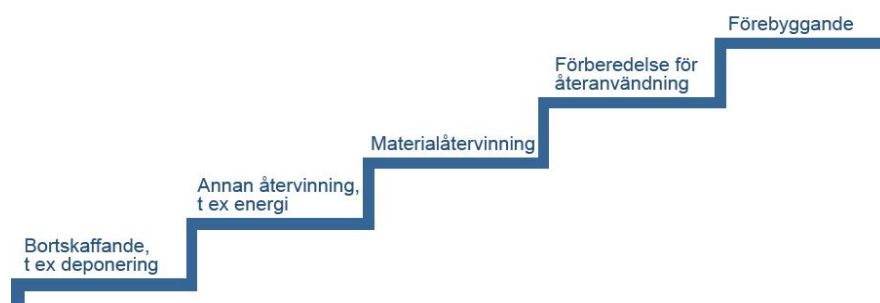 Förebyggande
Förberedelse för
återanvändning
Materialåtervinning
Annan återvinning,
t ex energi
Bortskaffande,
t ex deponering